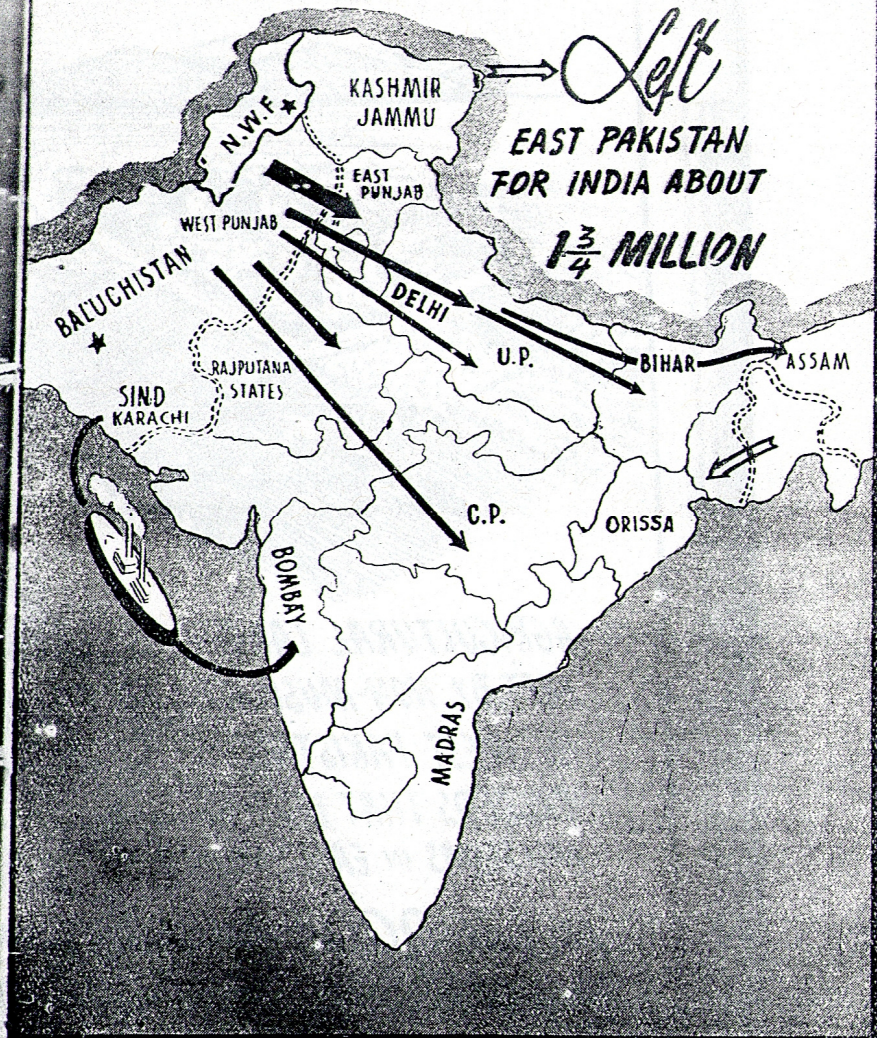 Left
EAST PAKISTAN
FOR INDIA ABOUT
1 3/4 MILLION
KASHMIR
JAMMU
N.W.F
EAST
PUNJAB
WEST PUNJAB
BALUCHISTAN
DELHI
U.P.
BIHAR
ASSAM
RAJPUTANA
STATES
SIND
KARACHI
C.P.
ORISSA
BOMBAY
MADRAS